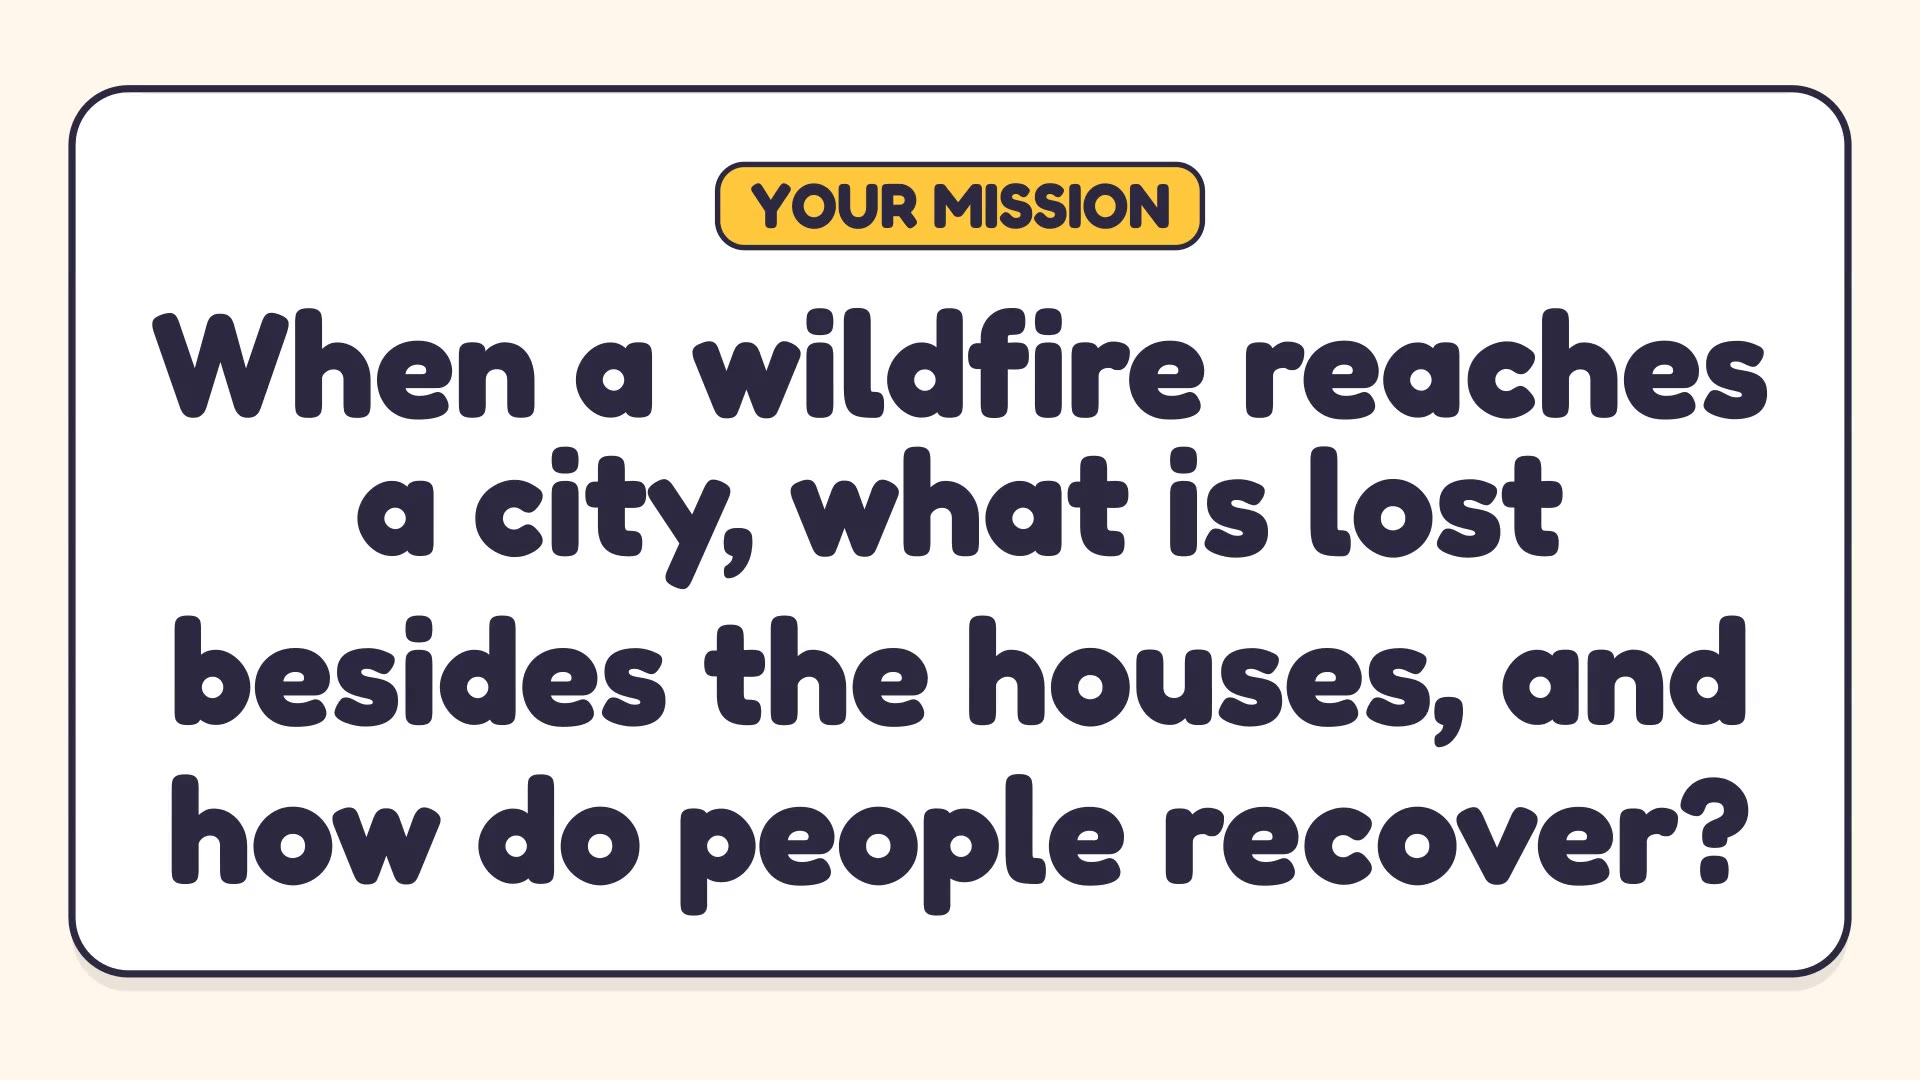 YOUR MISSION
When a wildfire reaches
a city, what is lost
besides the houses, and
how do people recover?